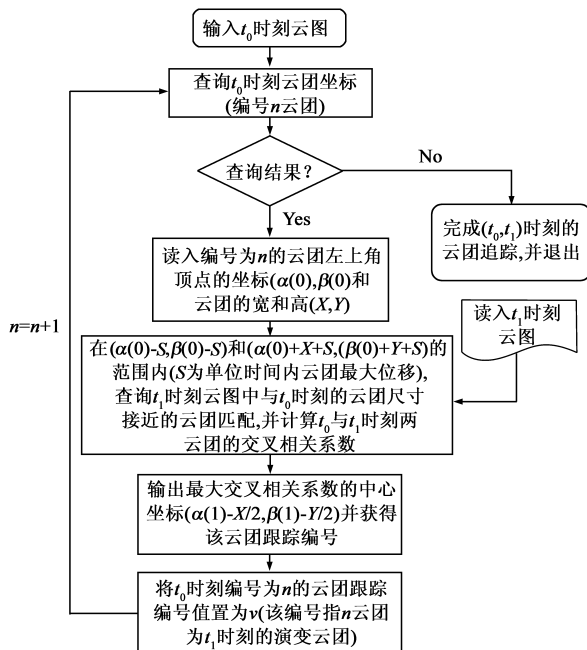 输入t₀时刻云图
查询t₀时刻云团坐标
(编号n云团)
查询结果?
No
Yes
完成(t₀,t₁)时刻的
云团追踪,并退出
读入编号为n的云团左上角
顶点的坐标(α(0),β(0)和
云团的宽和高(X,Y)
n=n+1
读入t₁时刻
云图
在(α(0)-S,β(0)-S)和(α(0)+X+S,(β(0)+Y+S)的
范围内(S为单位时间内云团最大位移),
查询t₁时刻云图中与t₀时刻的云团尺寸
接近的云团匹配,并计算t₀与t₁时刻两
云团的交叉相关系数
输出最大交叉相关系数的中心
坐标(α(1)-X/2,β(1)-Y/2)并获得
该云团跟踪编号
将t₀时刻编号为n的云团跟踪
编号值置为v(该编号指n云团
为t₁时刻的演变云团)